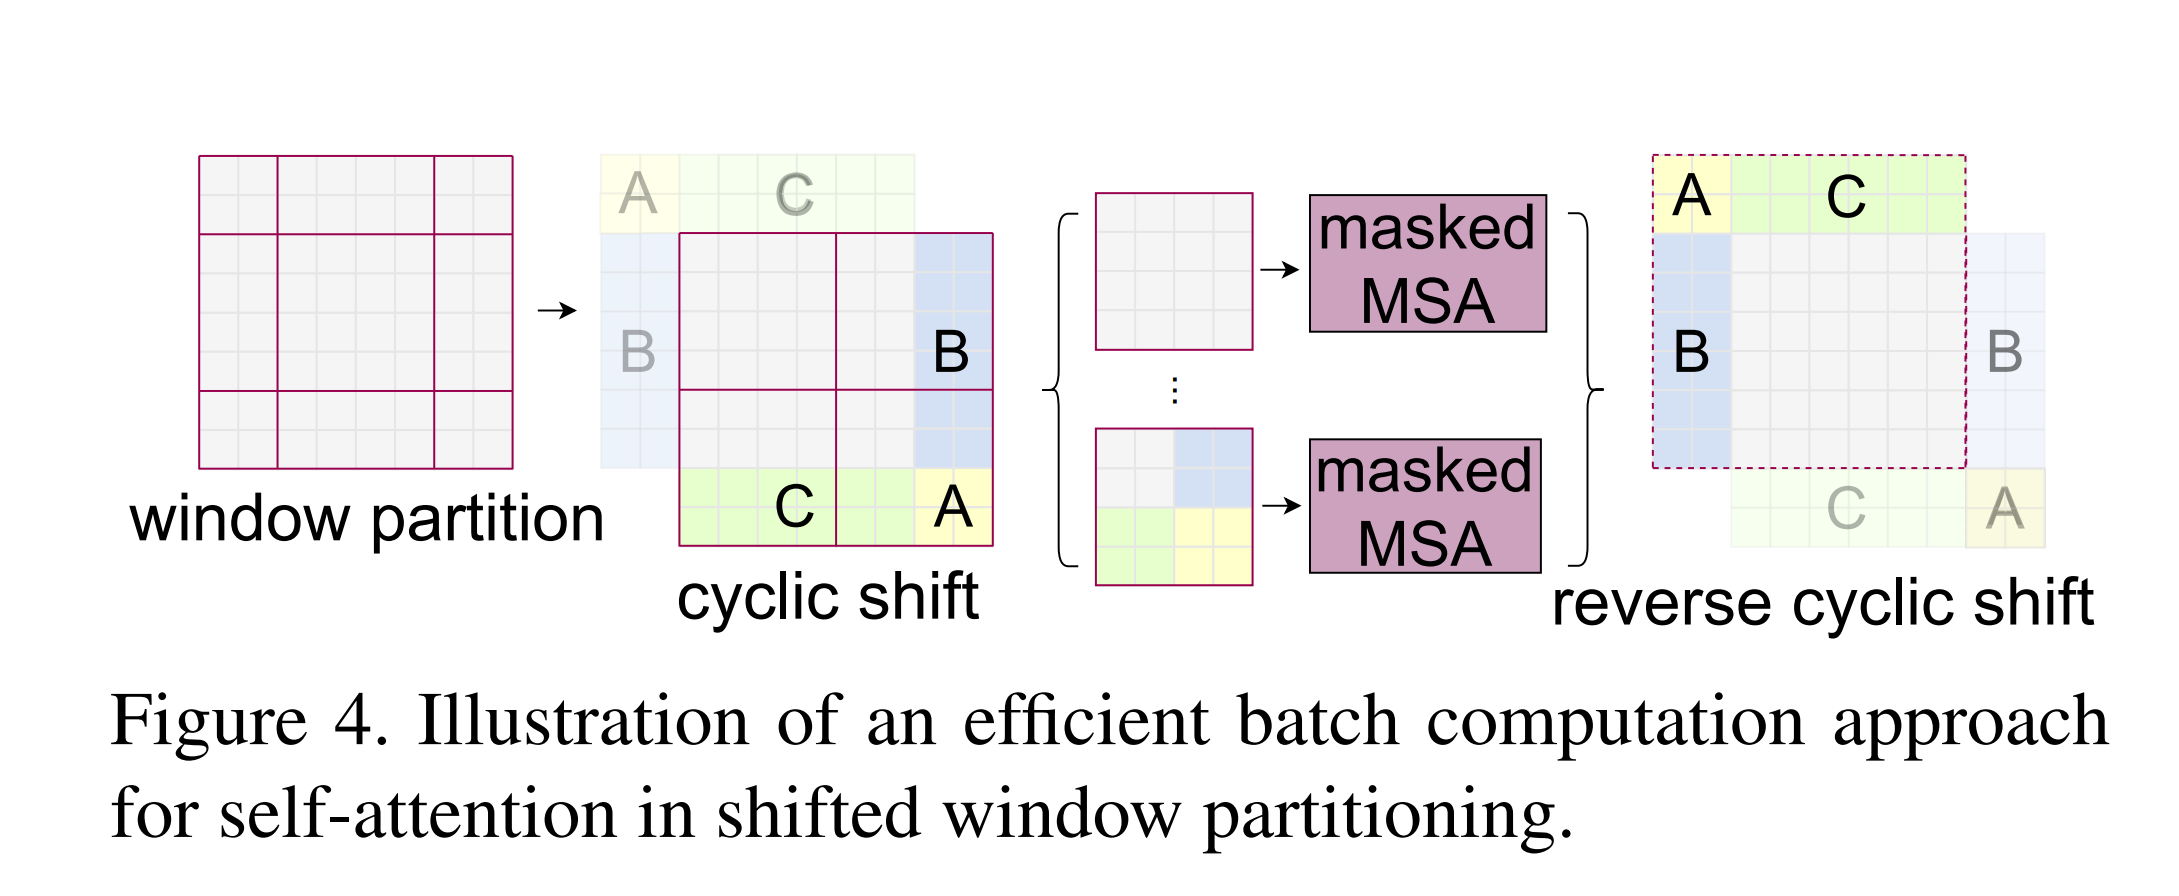 A
C
B
B
C
A
window partition
cyclic shift
masked
MSA
⋮
masked
MSA
A
C
B
B
C
A
reverse cyclic shift
Figure 4. Illustration of an efficient batch computation approach
for self-attention in shifted window partitioning.